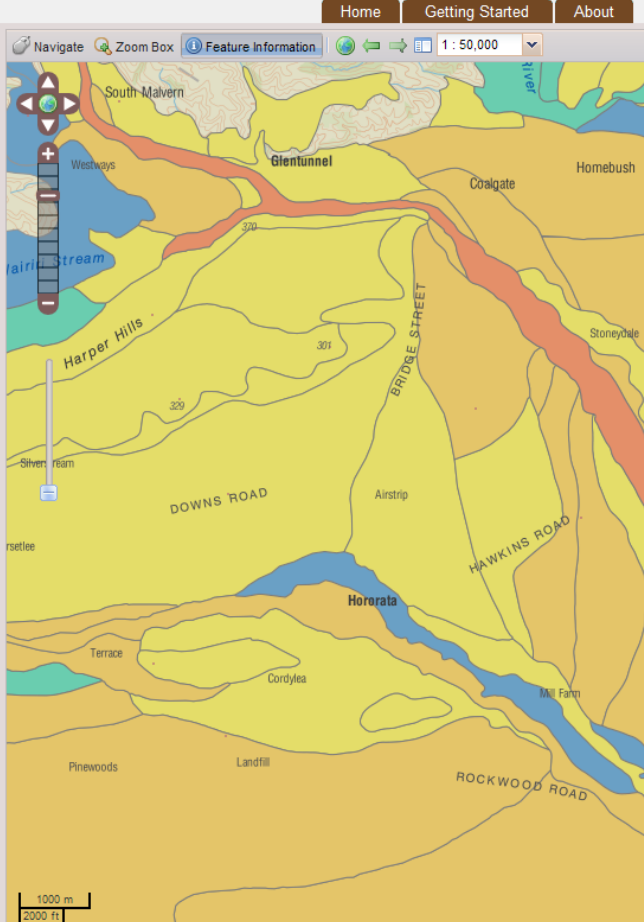 Home Getting Started About
Navigate Zoom Box Feature Information 1 : 50,000
River
South Malvern
Glentunnel
Westways
Homebush
Coalgate
370
Stream
BRIDGE STREET
Harper Hills
Stoneydale
301
329
Silverstream
DOWNS ROAD
Airstrip
rsetlee
HAWKINS ROAD
Hororata
Terrace
Cordylea
Mill Farm
Landfill
Pinewoods
ROCKWOOD ROAD
1000 m
2000 ft